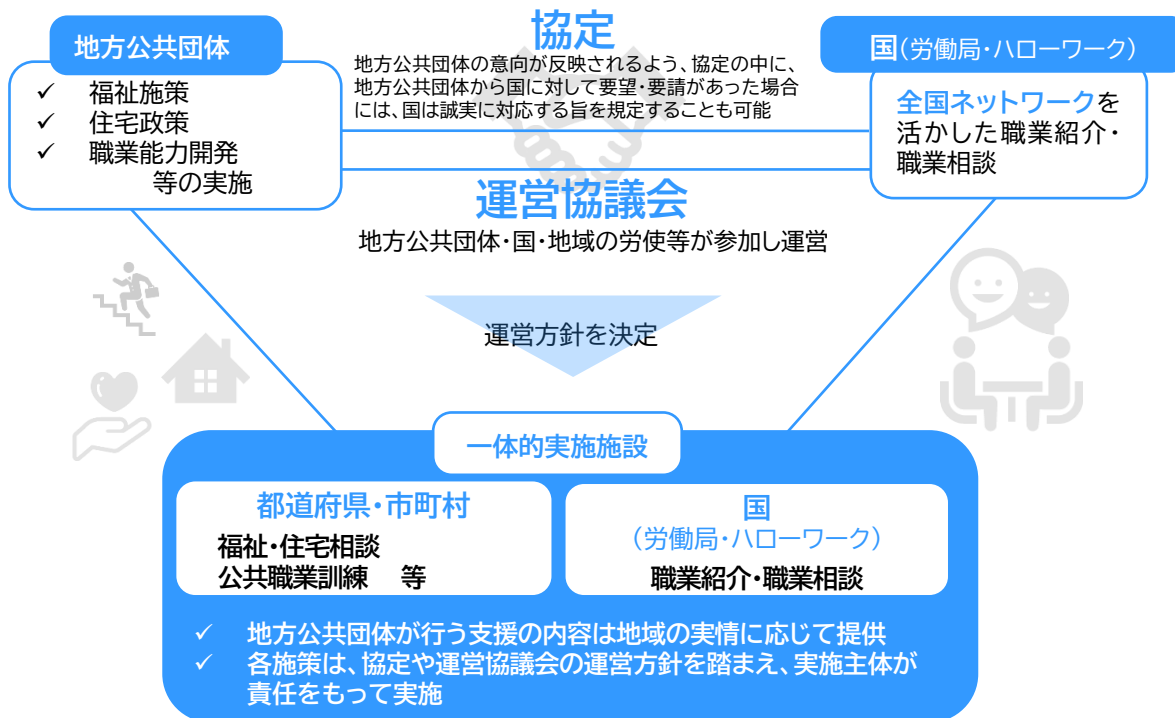 地方公共団体
✓ 福祉施策
✓ 住宅政策
✓ 職業能力開発
等の実施
協定
地方公共団体の意向が反映されるよう、協定の中に、
地方公共団体から国に対して要望・要請があった場合
には、国は誠実に対応する旨を規定することも可能
国(労働局・ハローワーク)
全国ネットワークを
活かした職業紹介・
職業相談
運営協議会
地方公共団体・国・地域の労使等が参加し運営
運営方針を決定
一体的実施施設
都道府県・市町村
福祉・住宅相談
公共職業訓練 等
国
(労働局・ハローワーク)
職業紹介・職業相談
✓ 地方公共団体が行う支援の内容は地域の実情に応じて提供
✓ 各施策は、協定や運営協議会の運営方針を踏まえ、実施主体が
責任をもって実施